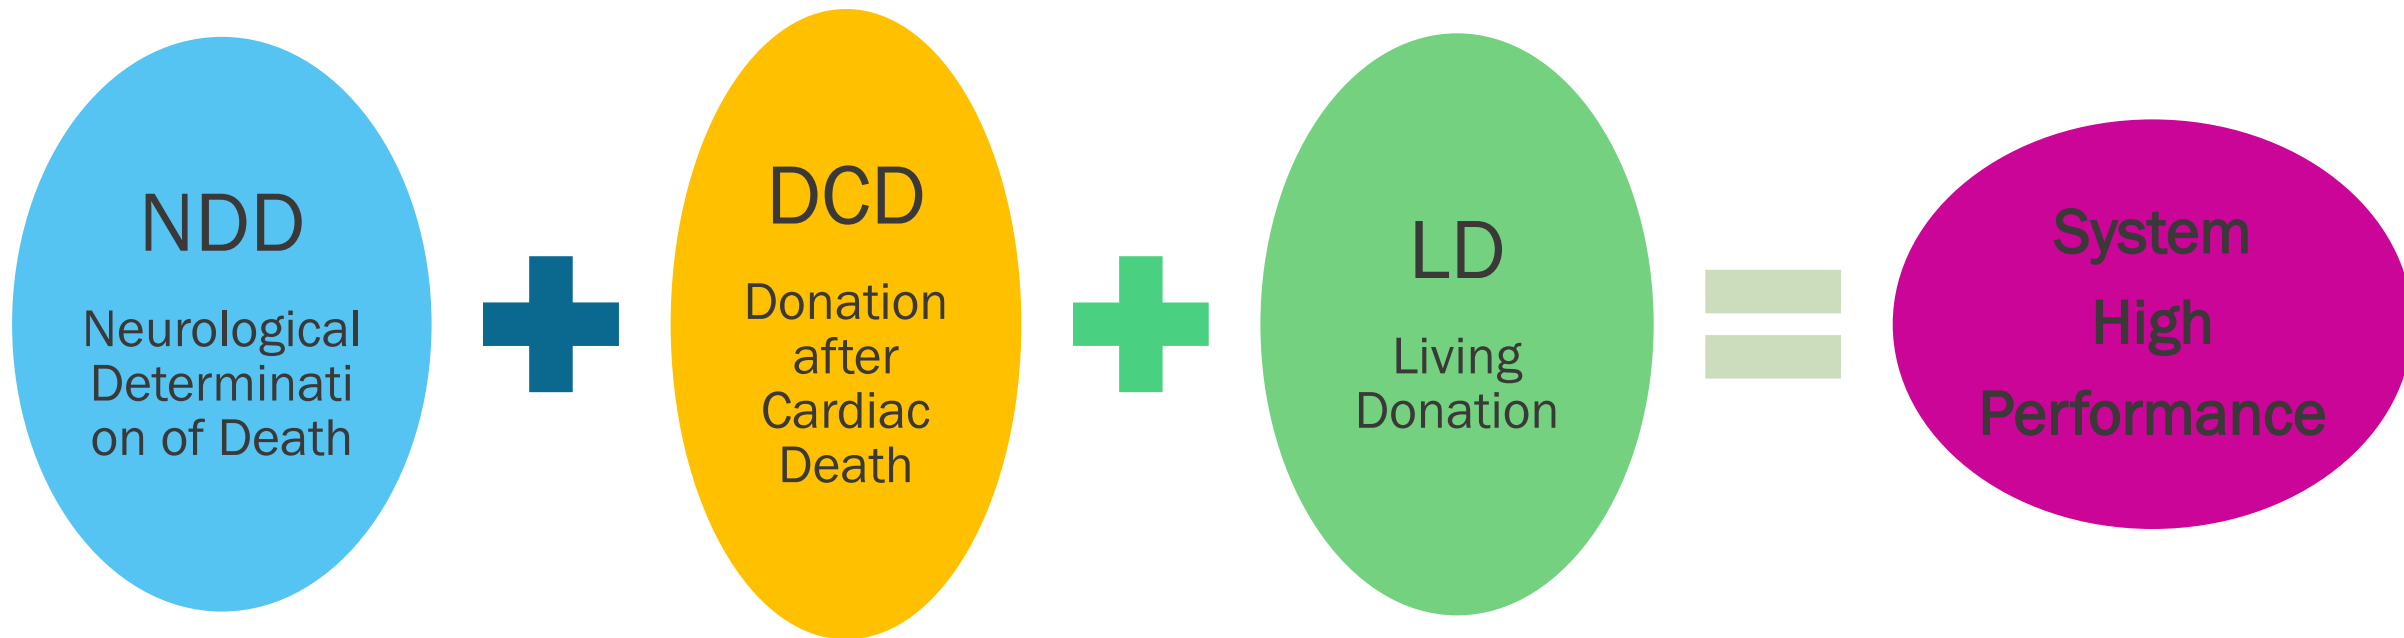 NDD
Neurological
Determinati
on of Death
DCD
Donation
after
Cardiac
Death
LD
Living
Donation
System
High
Performance